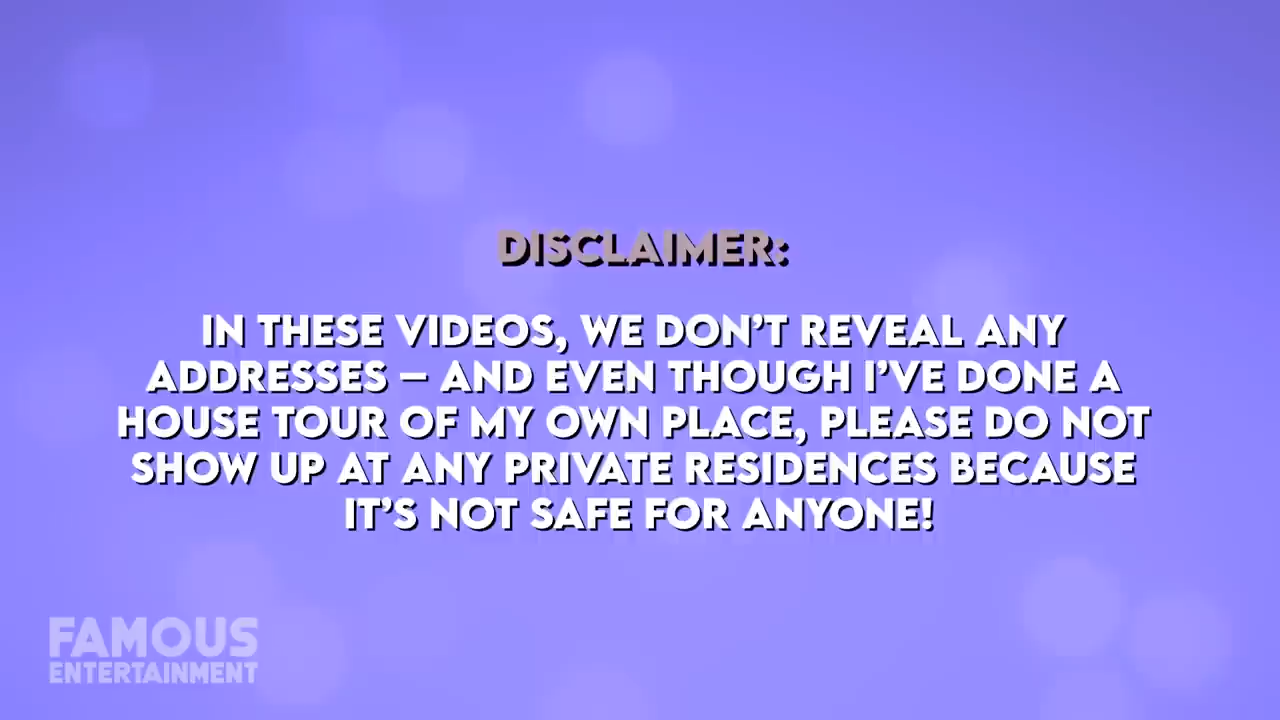 DISCLAIMER:
IN THESE VIDEOS, WE DON'T REVEAL ANY
ADDRESSES – AND EVEN THOUGH I'VE DONE A
HOUSE TOUR OF MY OWN PLACE, PLEASE DO NOT
SHOW UP AT ANY PRIVATE RESIDENCES BECAUSE
IT'S NOT SAFE FOR ANYONE!
FAMOUS
ENTERTAINMENT